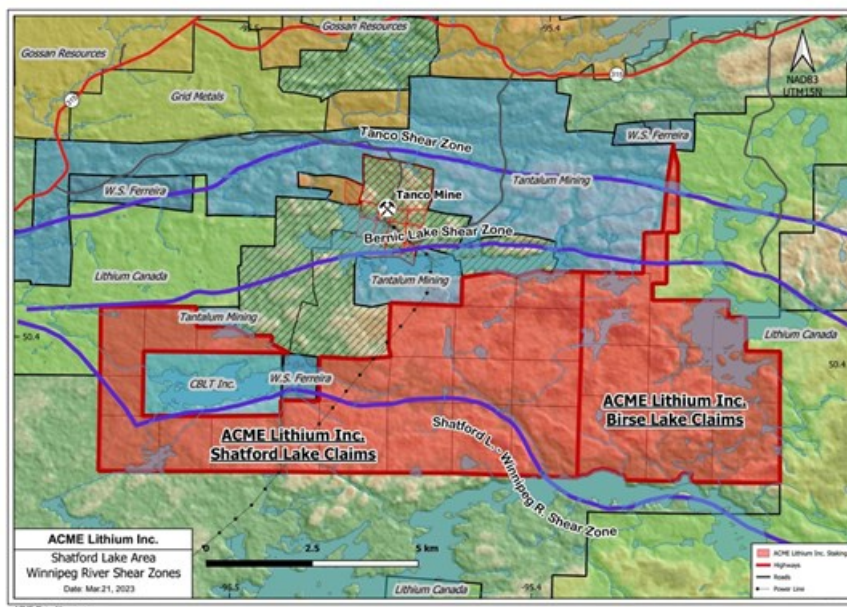 -95.5
Gossan Resources
-95.4
Gossan Resources
Grid Metals
NAD83
UTM15N
315
W.S. Ferreira
Tanco Shear Zone
W.S. Ferreira
Tanco Mine
Tantalum Mining
Bernic Lake Shear Zone
Lithium Canada
Tantalum Mining
Tantalum Mining
Lithium Canada
50.4
50.4
CBLT Inc.
W.S. Ferreira
ACME Lithium Inc.
Birse Lake Claims
ACME Lithium Inc.
Shatford Lake Claims
Shatford L. - Winnipeg R. Shear Zone
ACME Lithium Inc.
Shatford Lake Area
Winnipeg River Shear Zones
Date: Mar.21, 2023
0 2.5 5 km
-95.5
-95.4
Lithium Canada
ACME Lithium Inc. Staking
Highways
Roads
Power Line